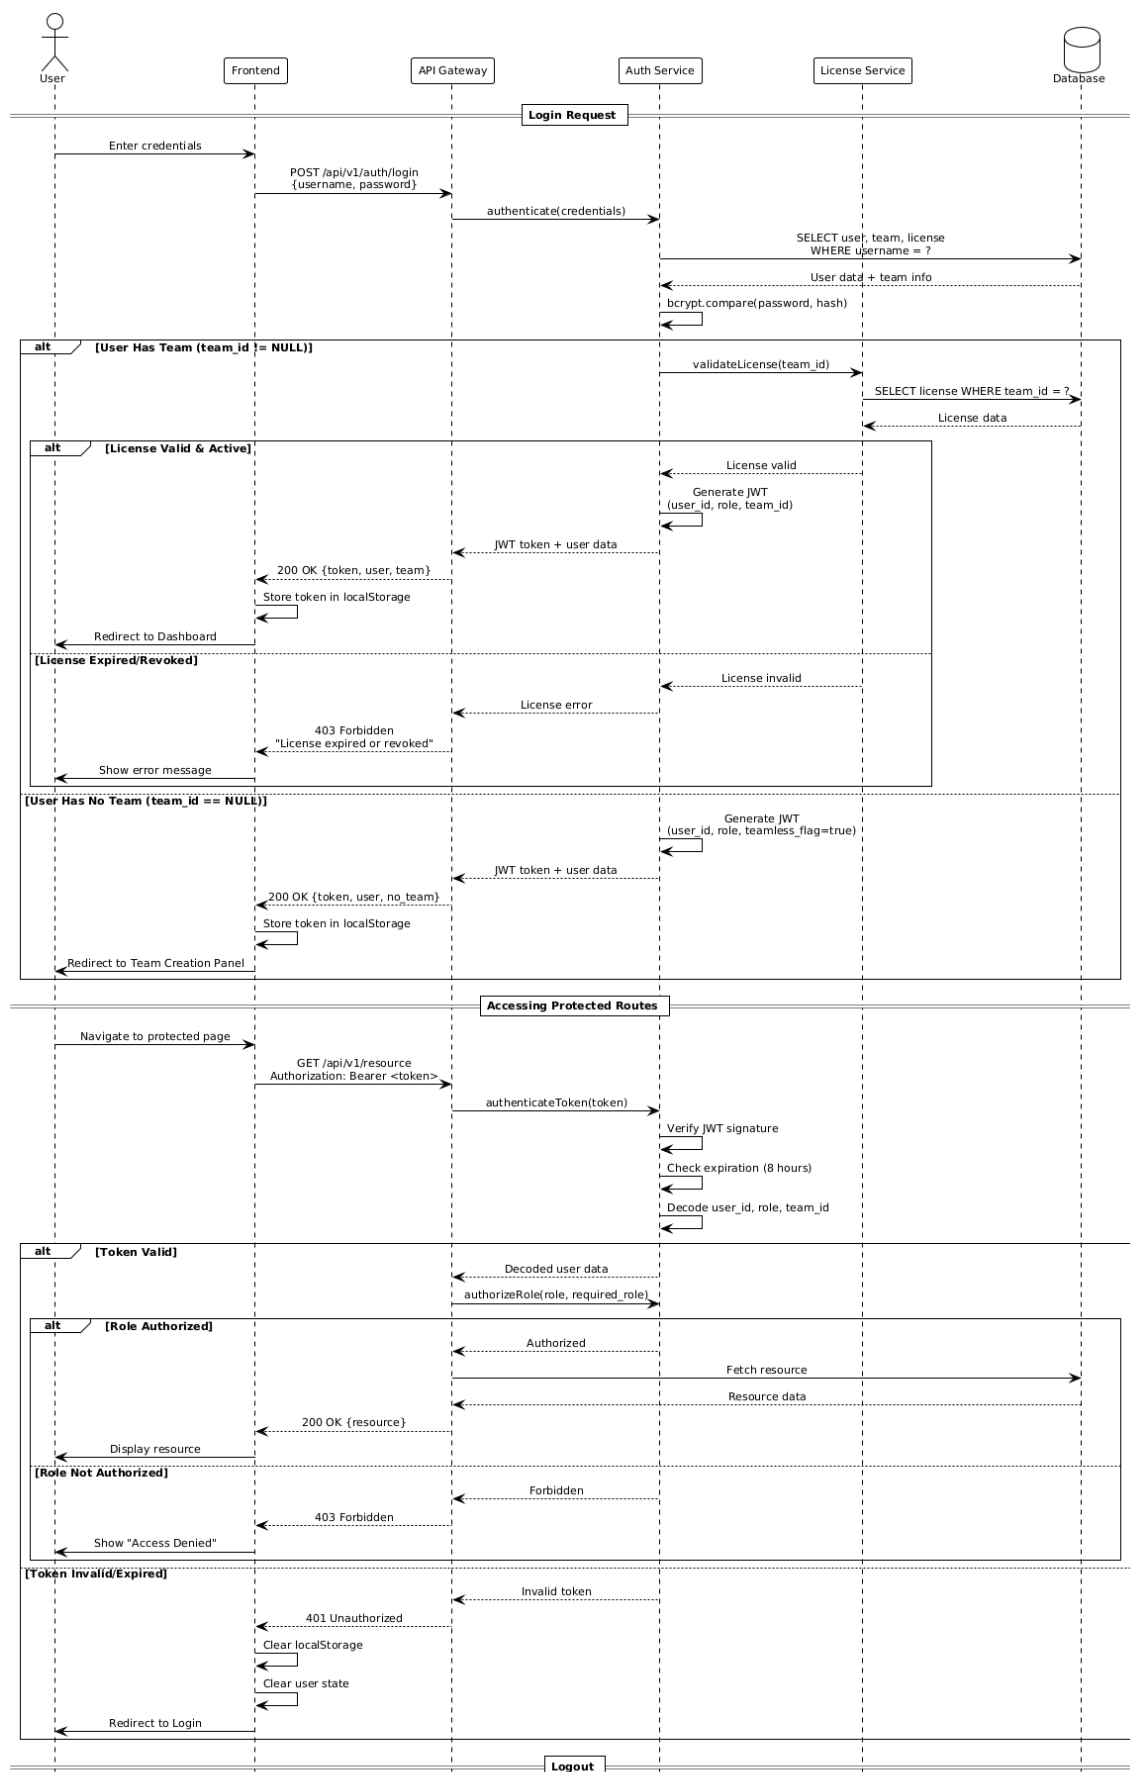 User
Frontend
API Gateway
Auth Service
License Service
Database
Login Request
Enter credentials
POST /api/v1/auth/login
{username, password}
authenticate(credentials)
SELECT user, team, license
WHERE username = ?
User data + team info
bcrypt.compare(password, hash)
alt [User Has Team (team_id != NULL)]
validateLicense(team_id)
SELECT license WHERE team_id = ?
License data
alt [License Valid & Active]
License valid
Generate JWT
(user_id, role, team_id)
JWT token + user data
200 OK {token, user, team}
Store token in localStorage
Redirect to Dashboard
[License Expired/Revoked]
License invalid
License error
403 Forbidden
"License expired or revoked"
Show error message
[User Has No Team (team_id == NULL)]
Generate JWT
(user_id, role, teamless_flag=true)
JWT token + user data
200 OK {token, user, no_team}
Store token in localStorage
Redirect to Team Creation Panel
Accessing Protected Routes
Navigate to protected page
GET /api/v1/resource
Authorization: Bearer <token>
authenticateToken(token)
Verify JWT signature
Check expiration (8 hours)
Decode user_id, role, team_id
alt [Token Valid]
Decoded user data
authorizeRole(role, required_role)
alt [Role Authorized]
Authorized
Fetch resource
Resource data
200 OK {resource}
Display resource
[Role Not Authorized]
Forbidden
403 Forbidden
Show "Access Denied"
[Token Invalid/Expired]
Invalid token
401 Unauthorized
Clear localStorage
Clear user state
Redirect to Login
Logout